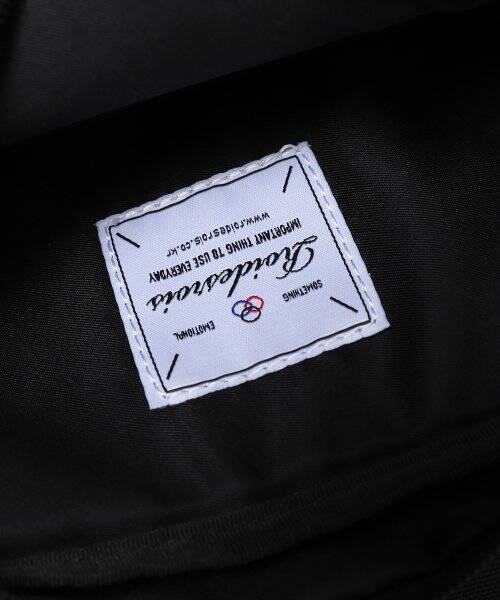 SOMETHING EMOTIONAL
Roidesrois
IMPORTANT THING TO USE EVERYDAY
www.roidesrois.co.kr